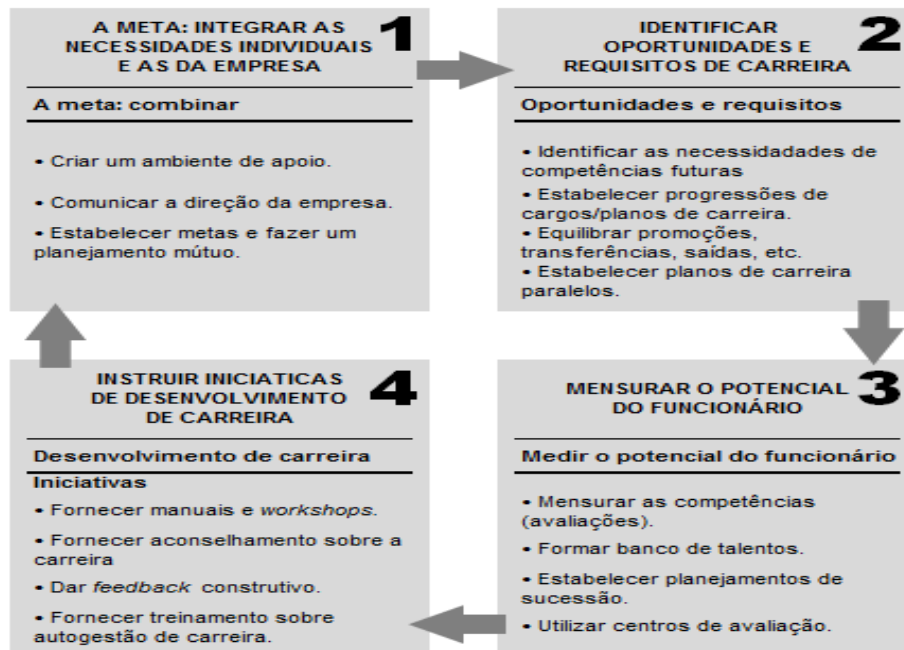 A META: INTEGRAR AS
NECESSIDADES INDIVIDUAIS
E AS DA EMPRESA
1
A meta: combinar
• Criar um ambiente de apoio.
• Comunicar a direção da empresa.
• Estabelecer metas e fazer um
planejamento mútuo.
IDENTIFICAR
OPORTUNIDADES E
REQUISITOS DE CARREIRA
2
Oportunidades e requisitos
• Identificar as necessidadades de
competências futuras
• Estabelecer progressões de
cargos/planos de carreira.
• Equilibrar promoções,
transferências, saídas, etc.
• Estabelecer planos de carreira
paralelos.
MENSURAR O POTENCIAL
DO FUNCIONÁRIO
3
Medir o potencial do funcionário
• Mensurar as competências
(avaliações).
• Formar banco de talentos.
• Estabelecer planejamentos de
sucessão.
• Utilizar centros de avaliação.
INSTRUIR INICIATICAS
DE DESENVOLVIMENTO
DE CARREIRA
4
Desenvolvimento de carreira
Iniciativas
• Fornecer manuais e workshops.
• Fornecer aconselhamento sobre a
carreira
• Dar feedback construtivo.
• Fornecer treinamento sobre
autogestão de carreira.